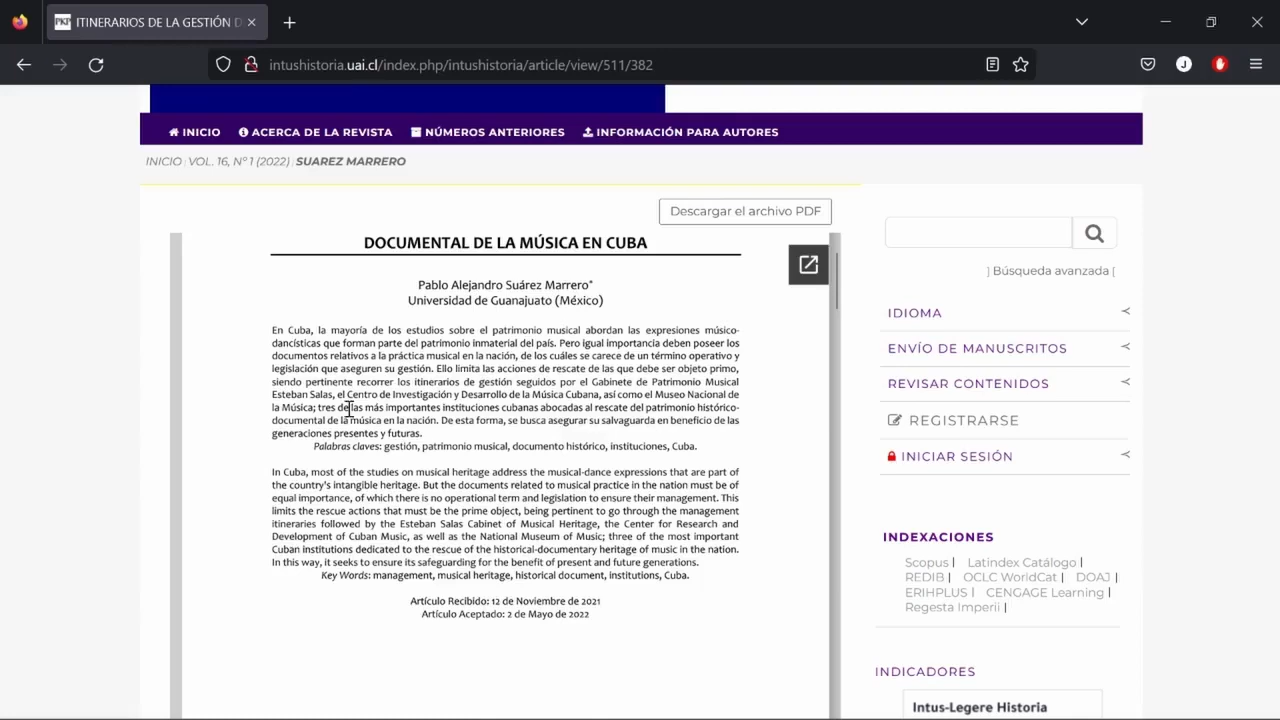 PKP ITINERARIOS DE LA GESTIÓN D
intushistoria.uai.cl/index.php/intushistoria/article/view/511/382
J
INICIO ACERCA DE LA REVISTA NÚMEROS ANTERIORES INFORMACIÓN PARA AUTORES
INICIO VOL. 16, Nº 1 (2022) SUAREZ MARRERO
Descargar el archivo PDF
DOCUMENTAL DE LA MÚSICA EN CUBA
Pablo Alejandro Suárez Marrero*
Universidad de Guanajuato (México)
En Cuba, la mayoría de los estudios sobre el patrimonio musical abordan las expresiones músico-
dancísticas que forman parte del patrimonio inmaterial del país. Pero igual importancia deben poseer los
documentos relativos a la práctica musical en la nación, de los cuáles se carece de un término operativo y
legislación que aseguren su gestión. Ello limita las acciones de rescate de las que debe ser objeto primo,
siendo pertinente recorrer los itinerarios de gestión seguidos por el Gabinete de Patrimonio Musical
Esteban Salas, el Centro de Investigación y Desarrollo de la Música Cubana, así como el Museo Nacional de
la Música; tres de las más importantes instituciones cubanas abocadas al rescate del patrimonio histórico-
documental de la música en la nación. De esta forma, se busca asegurar su salvaguarda en beneficio de las
generaciones presentes y futuras.
Palabras claves: gestión, patrimonio musical, documento histórico, instituciones, Cuba.
In Cuba, most of the studies on musical heritage address the musical-dance expressions that are part of
the country's intangible heritage. But the documents related to musical practice in the nation must be of
equal importance, of which there is no operational term and legislation to ensure their management. This
limits the rescue actions that must be the prime object, being pertinent to go through the management
itineraries followed by the Esteban Salas Cabinet of Musical Heritage, the Center for Research and
Development of Cuban Music, as well as the National Museum of Music; three of the most important
Cuban institutions dedicated to the rescue of the historical-documentary heritage of music in the nation.
In this way, it seeks to ensure its safeguarding for the benefit of present and future generations.
Key Words: management, musical heritage, historical document, institutions, Cuba.
Artículo Recibido: 12 de Noviembre de 2021
Artículo Aceptado: 2 de Mayo de 2022
] Búsqueda avanzada [
IDIOMA
ENVÍO DE MANUSCRITOS
REVISAR CONTENIDOS
REGISTRARSE
INICIAR SESIÓN
INDEXACIONES
Scopus | Latindex Catálogo |
REDIB | OCLC WorldCat | DOAJ |
ERIHPLUS | CENGAGE Learning |
Regesta Imperii |
INDICADORES
Intus-Legere Historia